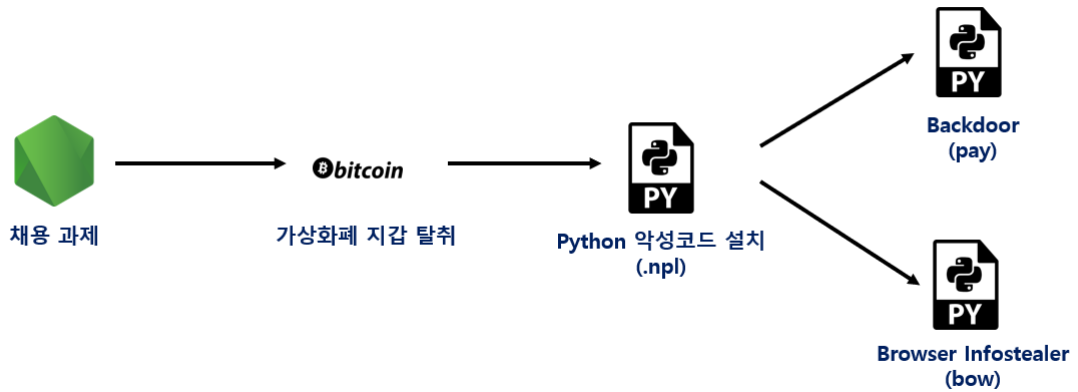 채용 과제
bitcoin
가상화폐 지갑 탈취
PY
Python 악성코드 설치
(.npl)
PY
Backdoor
(pay)
PY
Browser Infostealer
(bow)